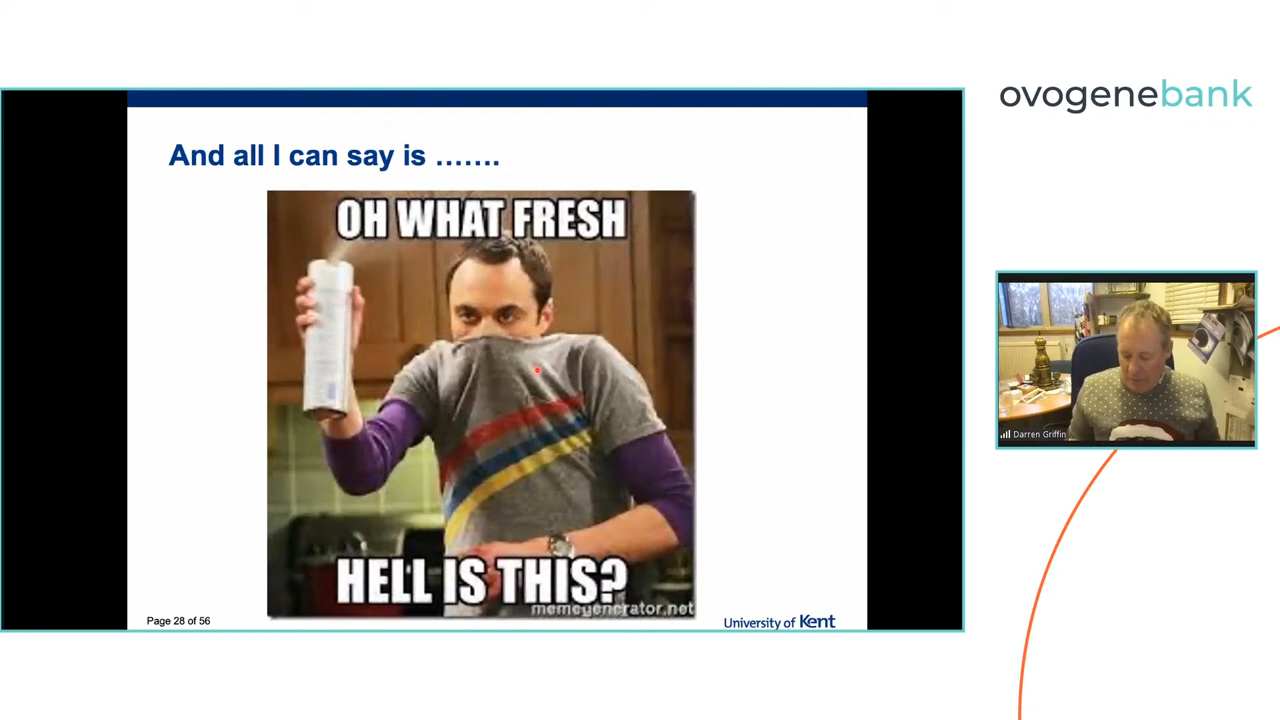 ovogenebank
And all I can say is …….
OH WHAT FRESH
HELL IS THIS?
memegenerator.net
Page 28 of 56
University of Kent
Darren Griffin